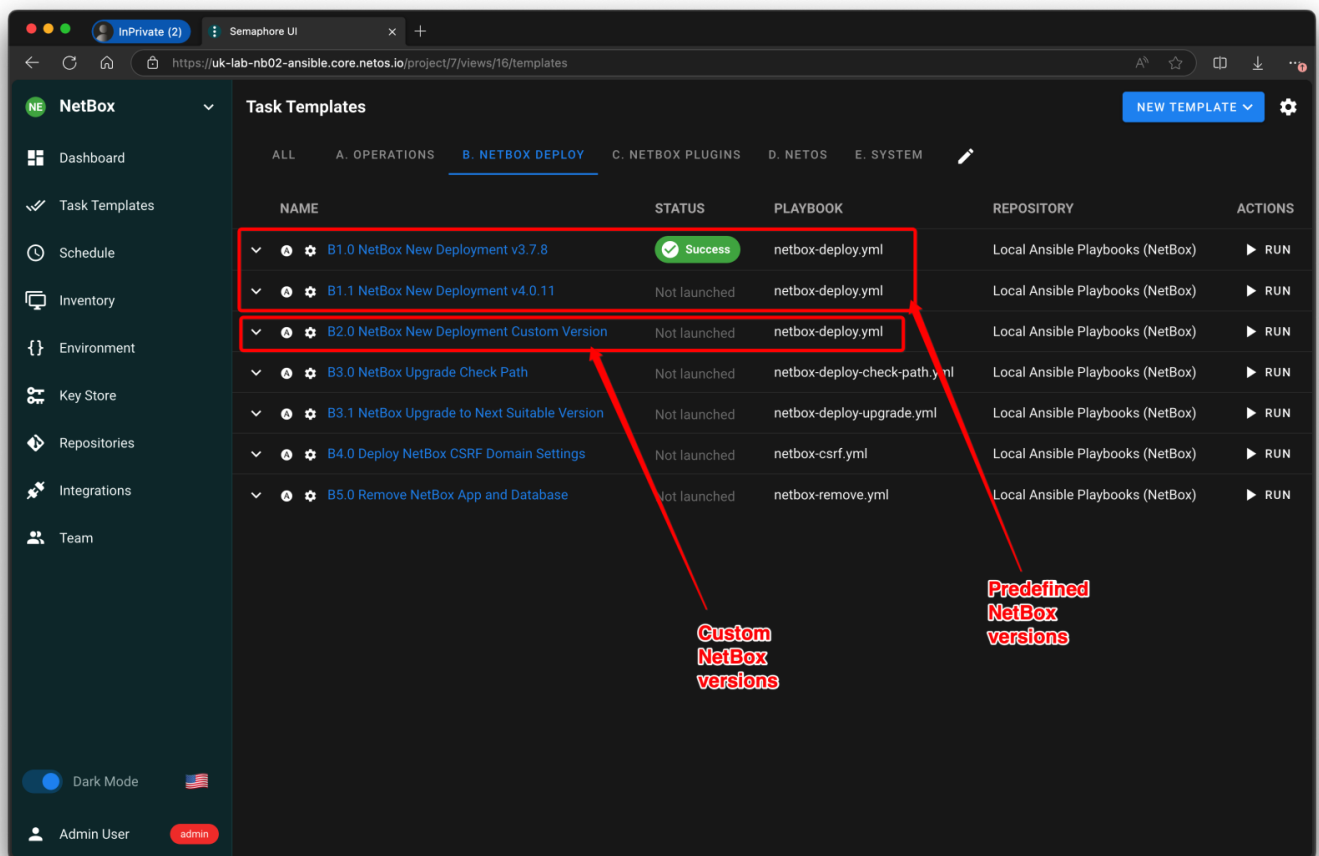 InPrivate (2)
Semaphore UI
https://uk-lab-nb02-ansible.core.netos.io/project/7/views/16/templates
NE NetBox
Dashboard
Task Templates
Schedule
Inventory
Environment
Key Store
Repositories
Integrations
Team
Dark Mode
Admin User admin
Task Templates
NEW TEMPLATE
ALL A. OPERATIONS B. NETBOX DEPLOY C. NETBOX PLUGINS D. NETOS E. SYSTEM
NAME STATUS PLAYBOOK REPOSITORY ACTIONS
B1.0 NetBox New Deployment v3.7.8 Success netbox-deploy.yml Local Ansible Playbooks (NetBox) RUN
B1.1 NetBox New Deployment v4.0.11 Not launched netbox-deploy.yml Local Ansible Playbooks (NetBox) RUN
B2.0 NetBox New Deployment Custom Version Not launched netbox-deploy.yml Local Ansible Playbooks (NetBox) RUN
B3.0 NetBox Upgrade Check Path Not launched netbox-deploy-check-path.yml Local Ansible Playbooks (NetBox) RUN
B3.1 NetBox Upgrade to Next Suitable Version Not launched netbox-deploy-upgrade.yml Local Ansible Playbooks (NetBox) RUN
B4.0 Deploy NetBox CSRF Domain Settings Not launched netbox-csrf.yml Local Ansible Playbooks (NetBox) RUN
B5.0 Remove NetBox App and Database Not launched netbox-remove.yml Local Ansible Playbooks (NetBox) RUN
Predefined
NetBox
versions
Custom
NetBox
versions